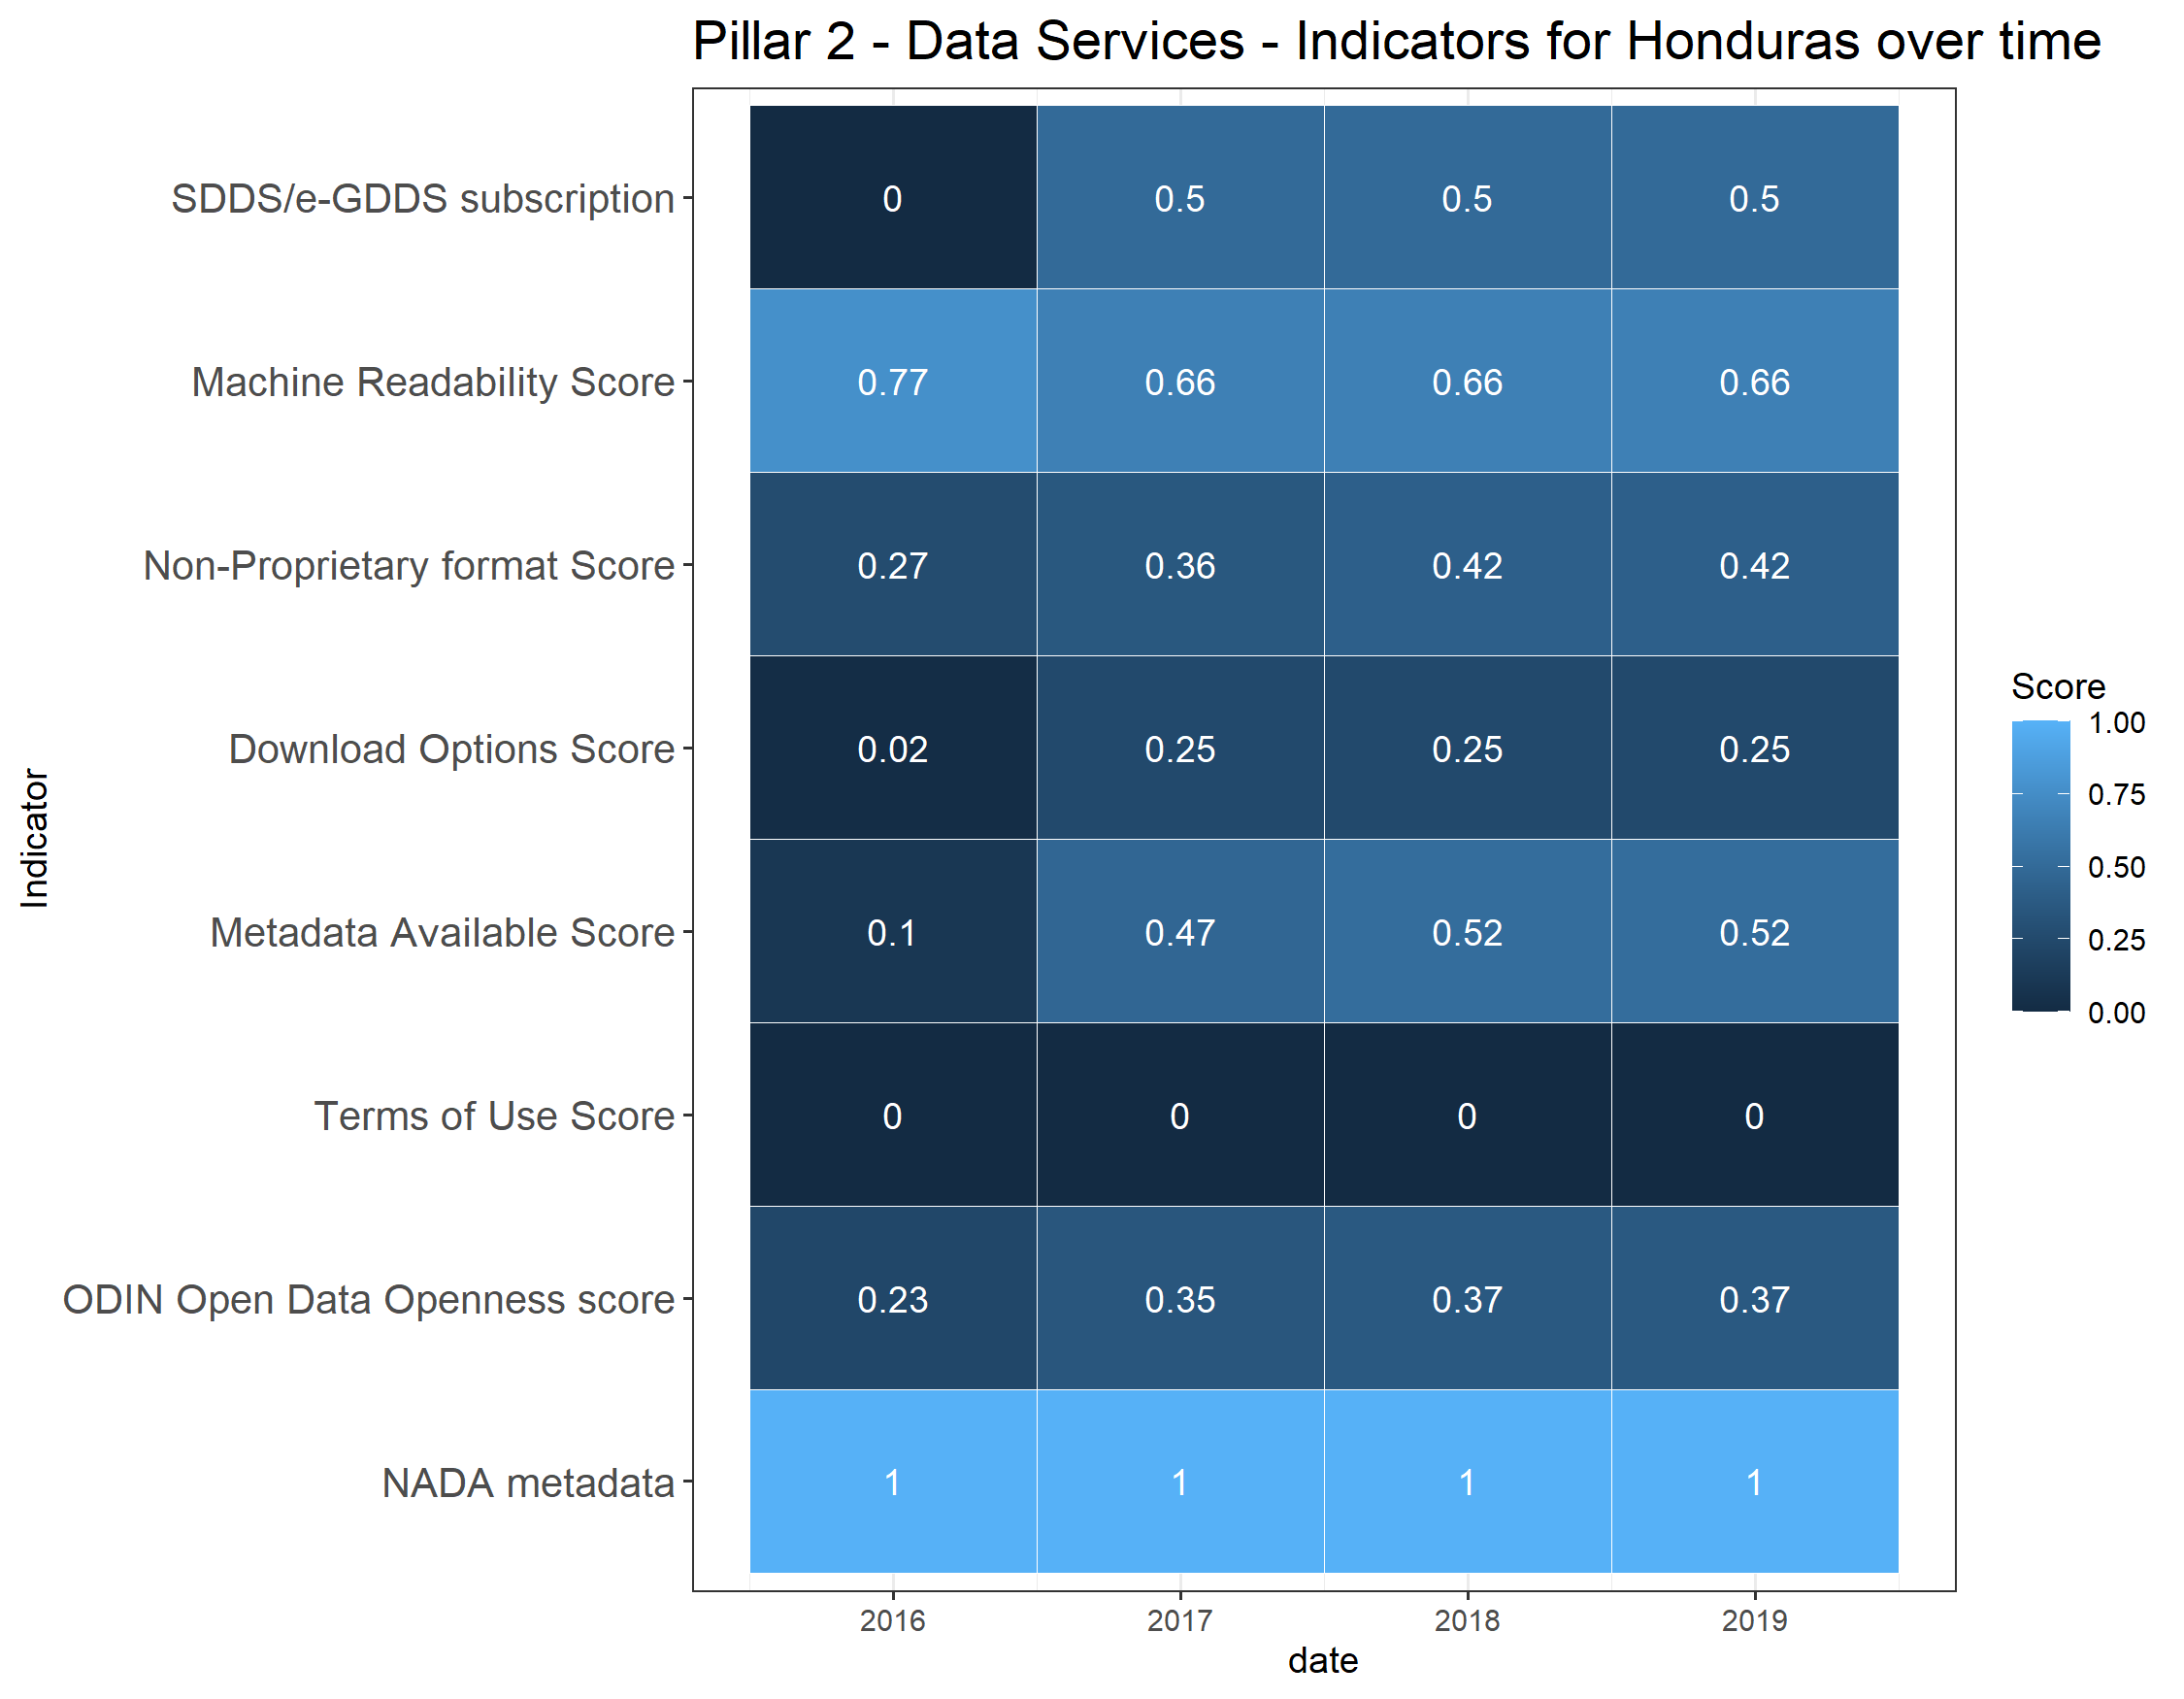 Pillar 2 - Data Services - Indicators for Honduras over time
SDDS/e-GDDS subscription 0 0.5 0.5 0.5
Machine Readability Score 0.77 0.66 0.66 0.66
Non-Proprietary format Score 0.27 0.36 0.42 0.42
Download Options Score 0.02 0.25 0.25 0.25
Metadata Available Score 0.1 0.47 0.52 0.52
Terms of Use Score 0 0 0 0
ODIN Open Data Openness score 0.23 0.35 0.37 0.37
NADA metadata 1 1 1 1
2016 2017 2018 2019
date
Indicator
Score
1.00
0.75
0.50
0.25
0.00